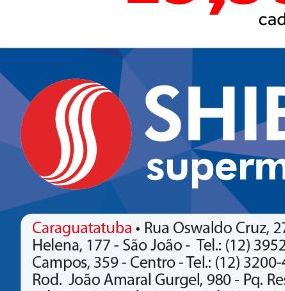 cad
SHI
superm
Caraguatatuba • Rua Oswaldo Cruz, 27
Helena, 177 - São João - Tel.: (12) 3952
Campos, 359 - Centro - Tel.: (12) 3200-4
Rod. João Amaral Gurgel, 980 - Pq. Res